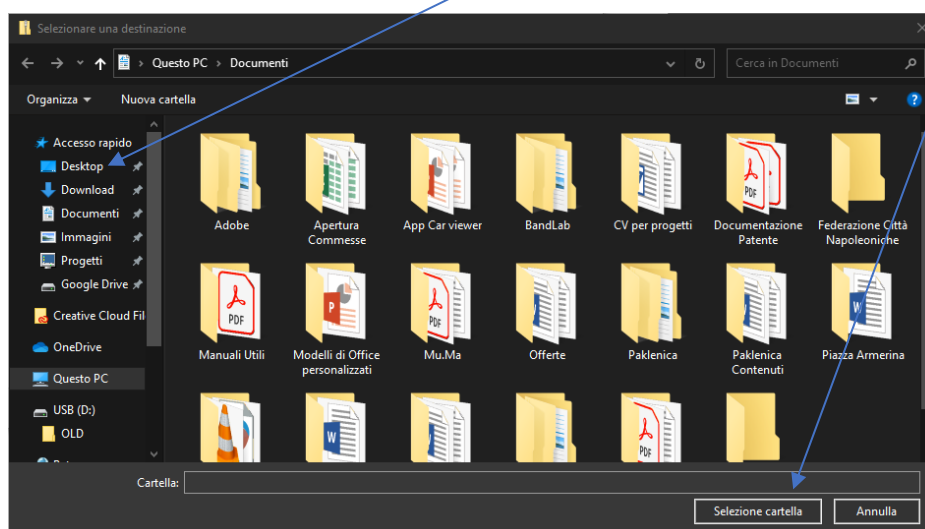 Selezionare una destinazione
Questo PC > Documenti
Cerca in Documenti
Organizza
Nuova cartella
Accesso rapido
Desktop
Download
Documenti
Immagini
Progetti
Google Drive
Creative Cloud Fil
OneDrive
Questo PC
USB (D:)
OLD
Adobe
Apertura
Commesse
App Car viewer
BandLab
CV per progetti
Documentazione
Patente
Federazione Città
Napoleoniche
PDF
Manuali Utili
Modelli di Office
personalizzati
Mu.Ma
Offerte
Paklenica
Paklenica
Contenuti
Piazza Armerina
Cartella:
Selezione cartella
Annulla